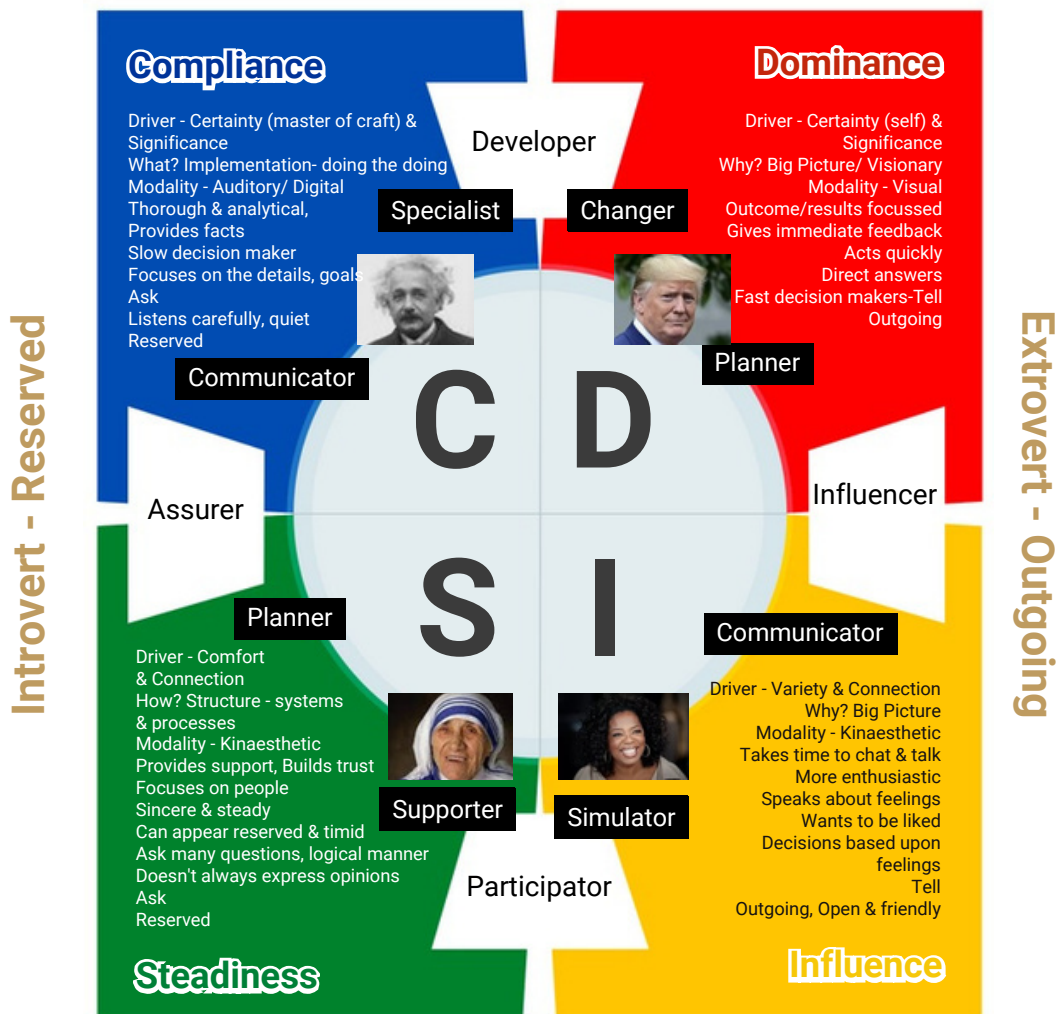 Compliance
Driver - Certainty (master of craft) &
Significance
What? Implementation- doing the doing
Modality - Auditory/ Digital
Thorough & analytical,
Provides facts
Slow decision maker
Focuses on the details, goals
Ask
Listens carefully, quiet
Reserved
Dominance
Driver - Certainty (self) &
Significance
Why? Big Picture/ Visionary
Modality - Visual
Outcome/results focussed
Gives immediate feedback
Acts quickly
Direct answers
Fast decision makers-Tell
Outgoing
Developer
Specialist
Changer
Communicator
Planner
C
D
Introvert - Reserved
Extrovert - Outgoing
Assurer
Influencer
S
I
Planner
Communicator
Driver - Comfort
& Connection
How? Structure - systems
& processes
Modality - Kinaesthetic
Provides support, Builds trust
Focuses on people
Sincere & steady
Can appear reserved & timid
Ask many questions, logical manner
Doesn't always express opinions
Ask
Reserved
Steadiness
Driver - Variety & Connection
Why? Big Picture
Modality - Kinaesthetic
Takes time to chat & talk
More enthusiastic
Speaks about feelings
Wants to be liked
Decisions based upon
feelings
Tell
Outgoing, Open & friendly
Influence
Supporter
Simulator
Participator